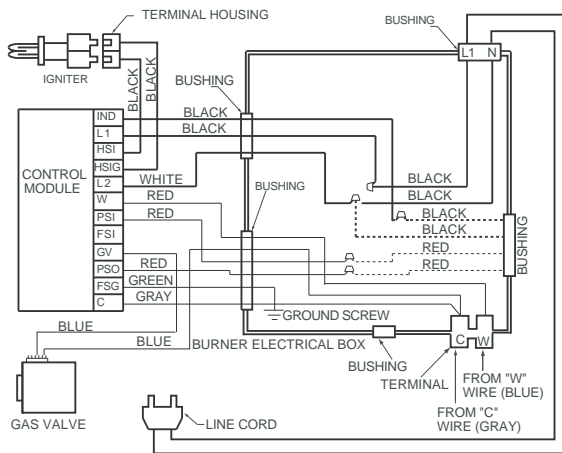 TERMINAL HOUSING
BUSHING
L1 N
IGNITER
BLACK
BLACK
BUSHING
IND
L1
HSI
HSIG
L2
W
PSI
FSI
GV
PSO
FSG
C
CONTROL
MODULE
BLACK
BLACK
WHITE
RED
RED
RED
GREEN
GRAY
BUSHING
BLACK
BLACK
BLACK
BLACK
RED
RED
BUSHING
GROUND SCREW
BLUE
BLUE
BURNER ELECTRICAL BOX
BUSHING
C W
TERMINAL
FROM "W"
WIRE (BLUE)
FROM "C"
WIRE (GRAY)
GAS VALVE
LINE CORD